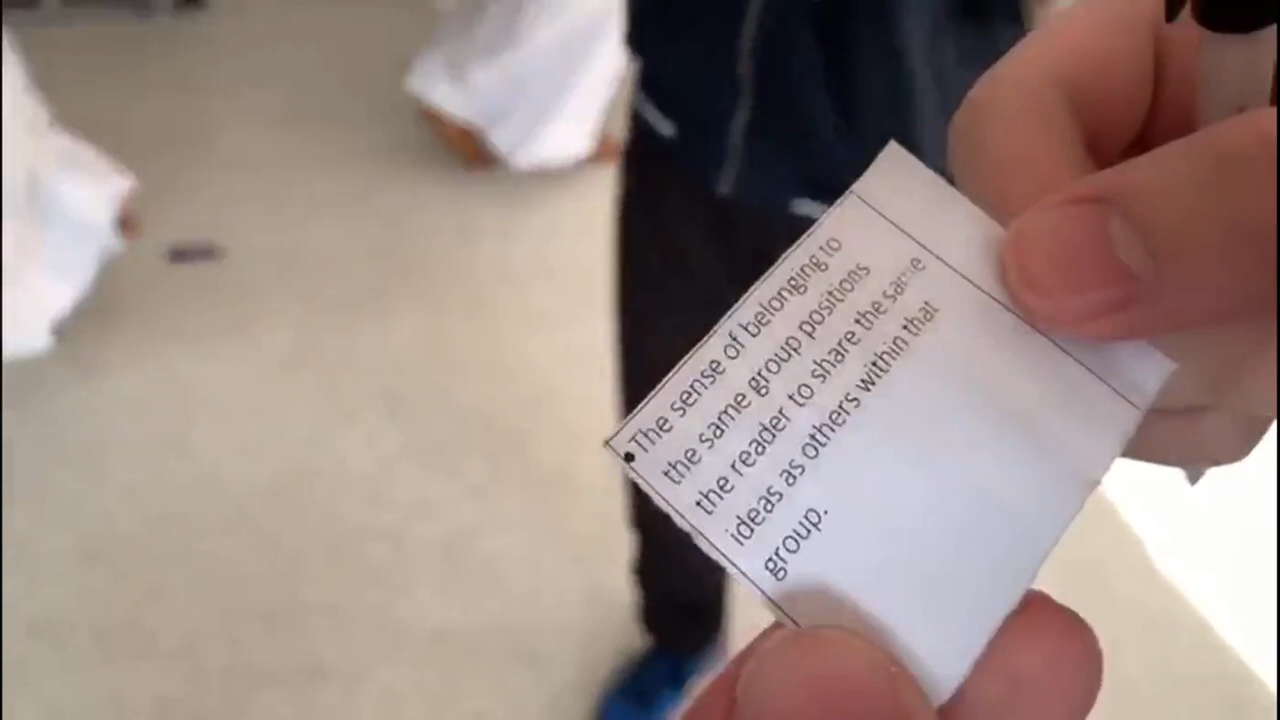 • The sense of belonging to
the same group positions
the reader to share the same
ideas as others within that
group.